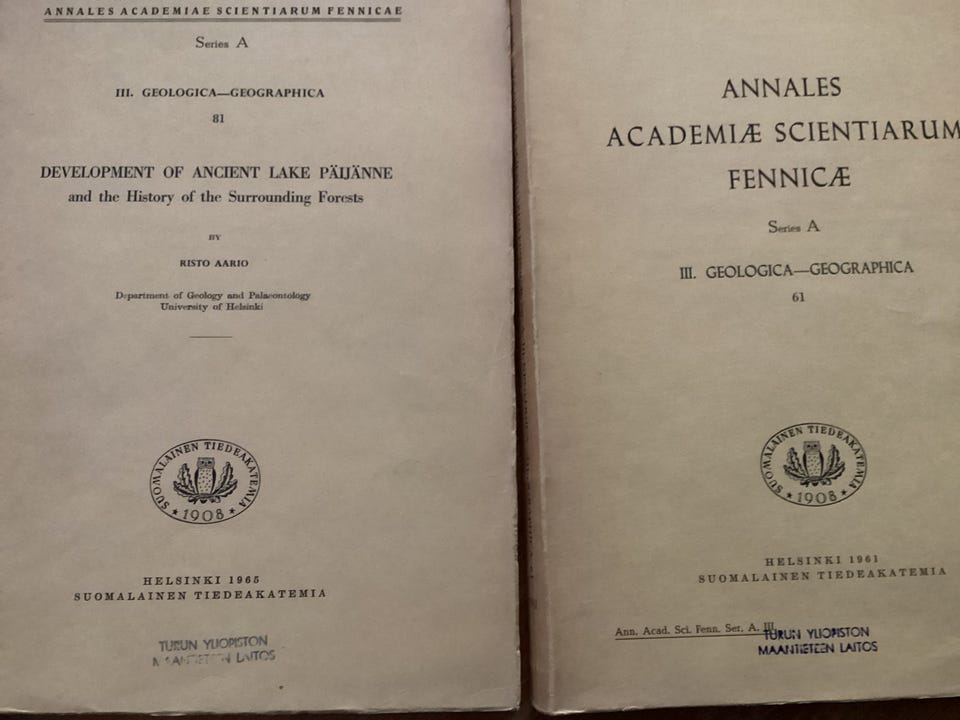 ANNALES ACADEMIAE SCIENTIARUM FENNICAE
Series A
III. GEOLOGICA—GEOGRAPHICA
81
DEVELOPMENT OF ANCIENT LAKE PÄIJÄNNE
and the History of the Surrounding Forests
BY
RISTO AARIO
Department of Geology and Palaeontology
University of Helsinki
SUOMALAINEN TIEDEAKATEMIA
1908
HELSINKI 1965
SUOMALAINEN TIEDEAKATEMIA
TURUN YLIOPISTON
MAANTIETEEN LAITOS
ANNALES
ACADEMIÆ SCIENTIARUM
FENNICÆ
Series A
III. GEOLOGICA—GEOGRAPHICA
61
SUOMALAINEN TIEDEAKATEMIA
1908
HELSINKI 1961
SUOMALAINEN TIEDEAKATEMIA
Ann. Acad. Sci. Fenn. Ser. A. III
TURUN YLIOPISTON
MAANTIETEEN LAITOS